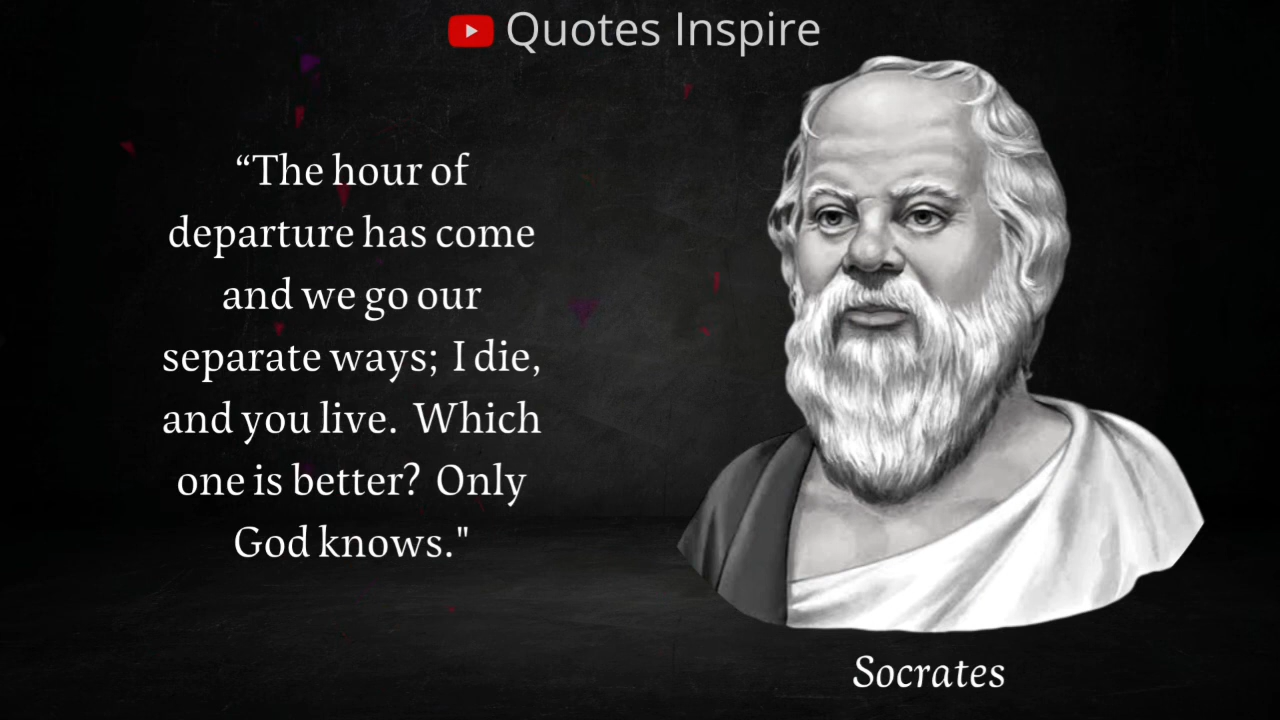 Quotes Inspire
“The hour of
departure has come
and we go our
separate ways; I die,
and you live. Which
one is better? Only
God knows."
Socrates